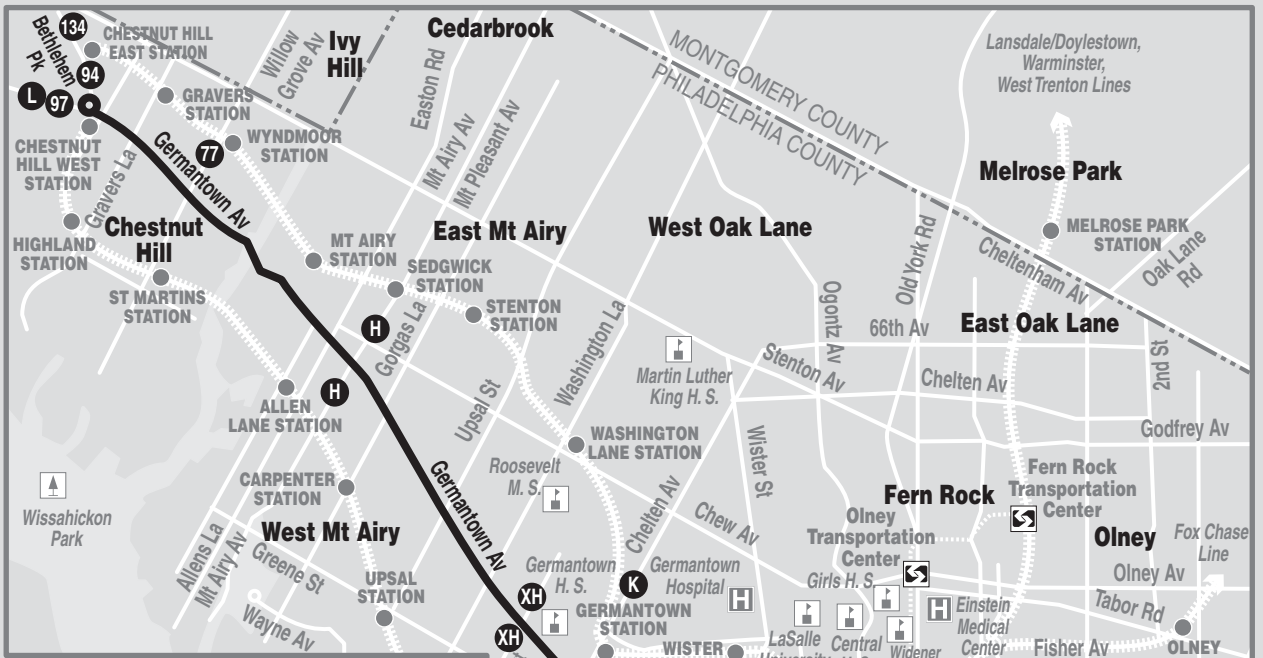 134
CHESTNUT HILL
EAST STATION
Bethlehem
Pk
94
L
97
CHESTNUT
HILL WEST
STATION
GRAVERS
STATION
Willow
Grove Av
Ivy
Hill
WYNDMOOR
STATION
77
Germantown Av
Gravers La
Cedarbrook
Easton Rd
Mt Airy Av
Mt Pleasant Av
MONTGOMERY COUNTY
PHILADELPHIA COUNTY
Lansdale/Doylestown,
Warminster,
West Trenton Lines
Melrose Park
MELROSE PARK
STATION
Cheltenham Av
Oak Lane
Rd
HIGHLAND
STATION
Chestnut
Hill
ST MARTINS
STATION
MT AIRY
STATION
East Mt Airy
SEDGWICK
STATION
STENTON
STATION
West Oak Lane
Old York Rd
Ogontz Av
66th Av
East Oak Lane
2nd St
H
Gorgas La
Washington La
Martin Luther
King H. S.
Stenton Av
Chelten Av
Godfrey Av
H
ALLEN
LANE STATION
Upsal St
WASHINGTON
LANE STATION
Wister St
CARPENTER
STATION
Germantown Av
Roosevelt
M. S.
Chelten Av
Chew Av
Fern Rock
Fern Rock
Transportation
Center
Olney
Transportation
Center
Olney
Fox Chase
Line
Wissahickon
Park
West Mt Airy
Allens La
Mt Airy Av
Greene St
Wayne Av
UPSAL
STATION
XH
XH
Germantown
H. S.
K
Germantown
Hospital
H
GERMANTOWN
STATION
WISTER
Girls H. S.
LaSalle
University
Central
Widener
H
Einstein
Medical
Center
Olney Av
Tabor Rd
Fisher Av
OLNEY